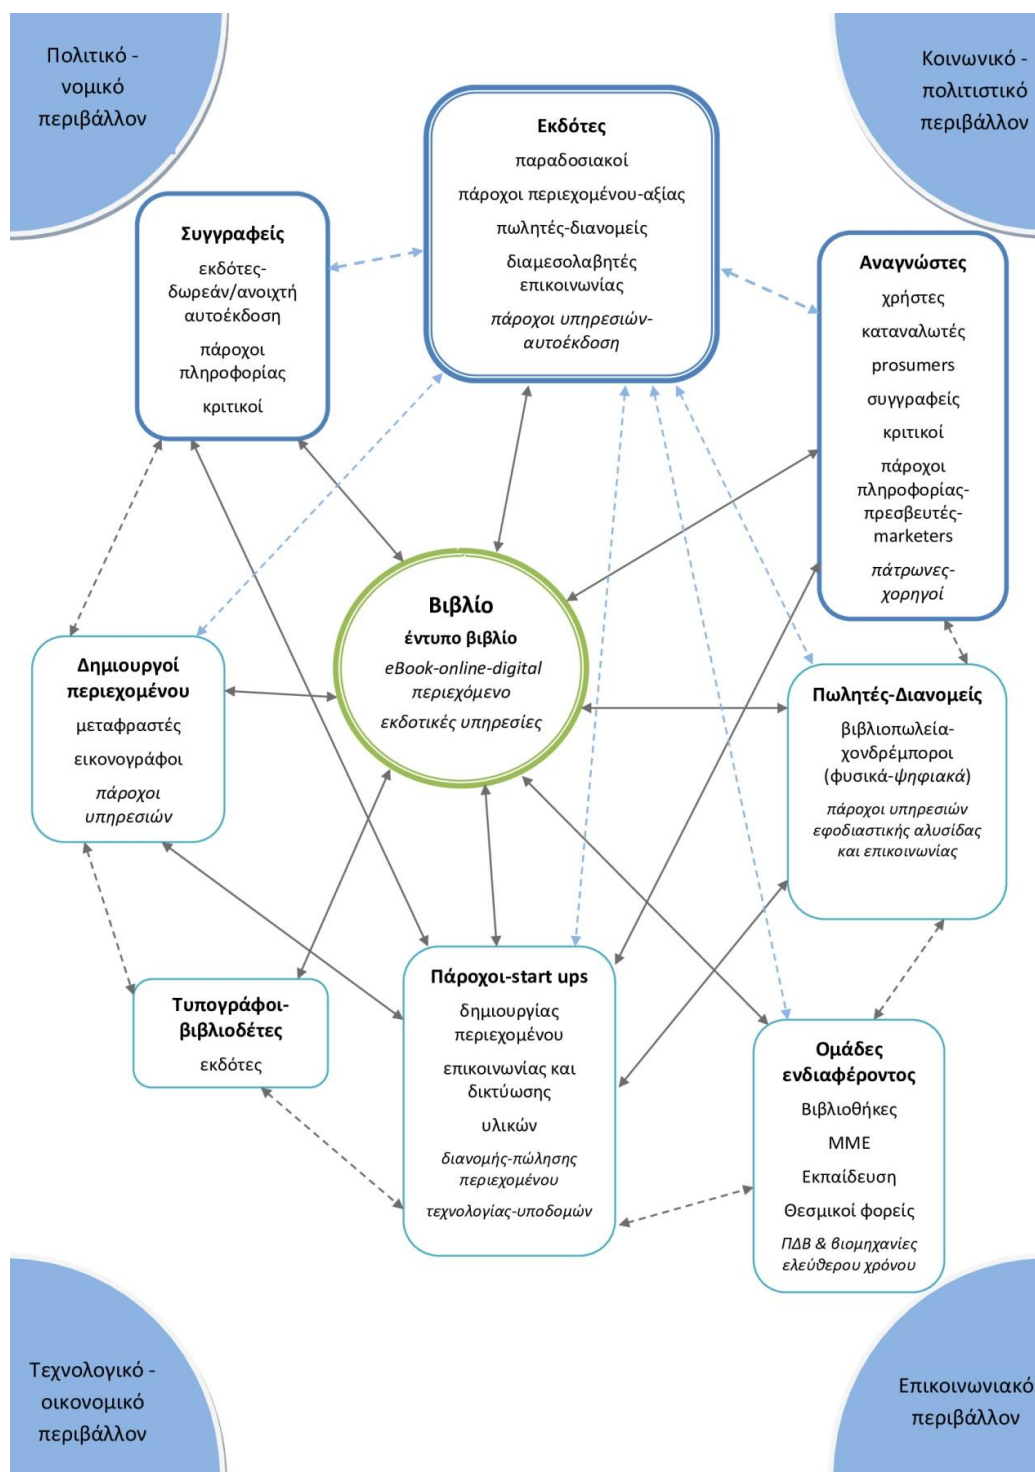 Πολιτικό -
νομικό
περιβάλλον
Κοινωνικό -
πολιτιστικό
περιβάλλον
Εκδότες
παραδοσιακοί
πάροχοι περιεχομένου-αξίας
πωλητές-διανομείς
διαμεσολαβητές
επικοινωνίας
πάροχοι υπηρεσιών-
αυτοέκδοση
Συγγραφείς
εκδότες-
δωρεάν/ανοιχτή
αυτοέκδοση
πάροχοι
πληροφορίας
κριτικοί
Αναγνώστες
χρήστες
καταναλωτές
prosumers
συγγραφείς
κριτικοί
πάροχοι
πληροφορίας-
πρεσβευτές-
marketers
πάτρωνες-
χορηγοί
Βιβλίο
έντυπο βιβλίο
eBook-online-digital
περιεχόμενο
εκδοτικές υπηρεσίες
Δημιουργοί
περιεχομένου
μεταφραστές
εικονογράφοι
πάροχοι
υπηρεσιών
Πωλητές-Διανομείς
βιβλιοπωλεία-
χονδρέμποροι
(φυσικά-ψηφιακά)
πάροχοι υπηρεσιών
εφοδιαστικής αλυσίδας
και επικοινωνίας
Τυπογράφοι-
βιβλιοδέτες
εκδότες
Πάροχοι-start ups
δημιουργίας
περιεχομένου
επικοινωνίας και
δικτύωσης
υλικών
διανομής-πώλησης
περιεχομένου
τεχνολογίας-υποδομών
Ομάδες
ενδιαφέροντος
Βιβλιοθήκες
ΜΜΕ
Εκπαίδευση
Θεσμικοί φορείς
ΠΔΒ & βιομηχανίες
ελεύθερου χρόνου
Τεχνολογικό -
οικονομικό
περιβάλλον
Επικοινωνιακό
περιβάλλον